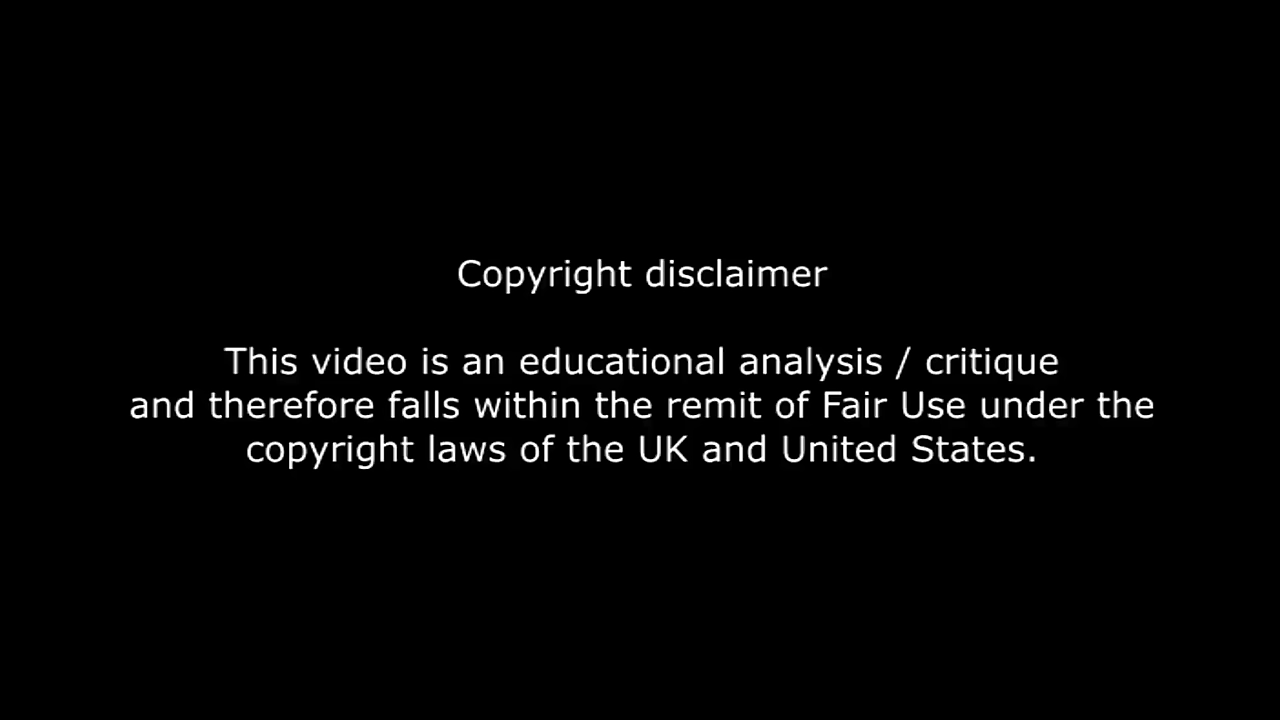 Copyright disclaimer
This video is an educational analysis / critique
and therefore falls within the remit of Fair Use under the
copyright laws of the UK and United States.